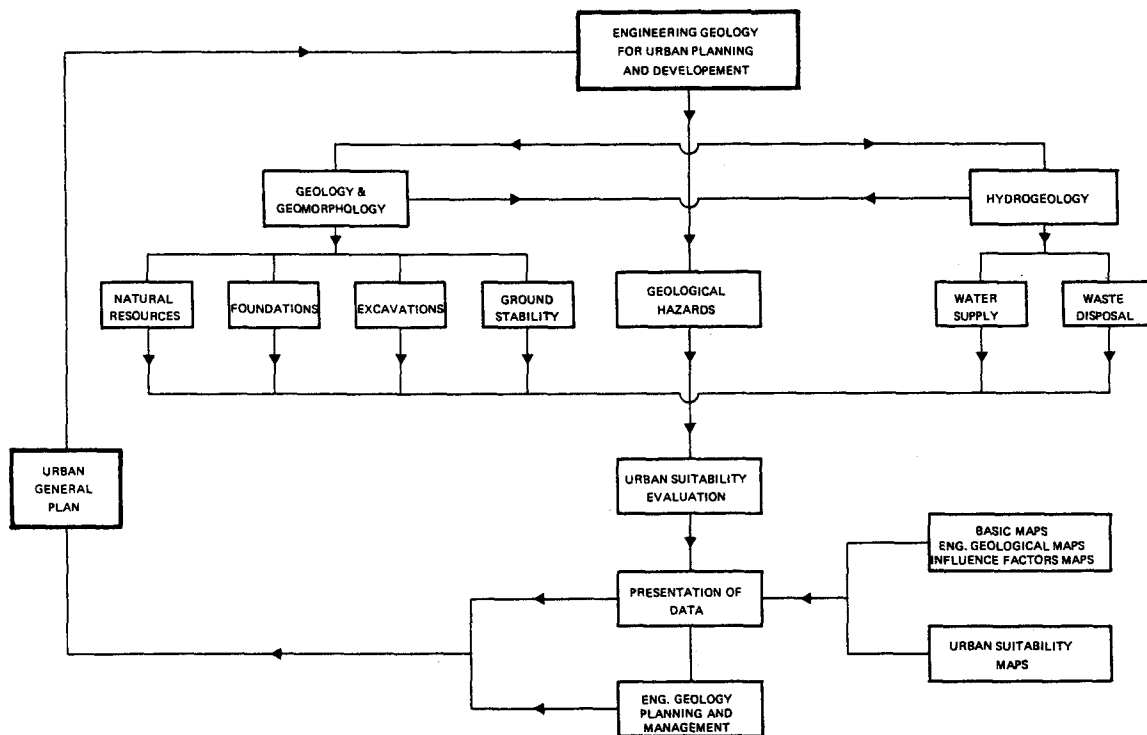 ENGINEERING GEOLOGY
FOR URBAN PLANNING
AND DEVELOPEMENT
GEOLOGY &
GEOMORPHOLOGY
HYDROGEOLOGY
NATURAL
RESOURCES
FOUNDATIONS
EXCAVATIONS
GROUND
STABILITY
GEOLOGICAL
HAZARDS
WATER
SUPPLY
WASTE
DISPOSAL
URBAN
GENERAL
PLAN
URBAN SUITABILITY
EVALUATION
BASIC MAPS
ENG. GEOLOGICAL MAPS
INFLUENCE FACTORS MAPS
PRESENTATION OF
DATA
URBAN SUITABILITY
MAPS
ENG. GEOLOGY
PLANNING AND
MANAGEMENT